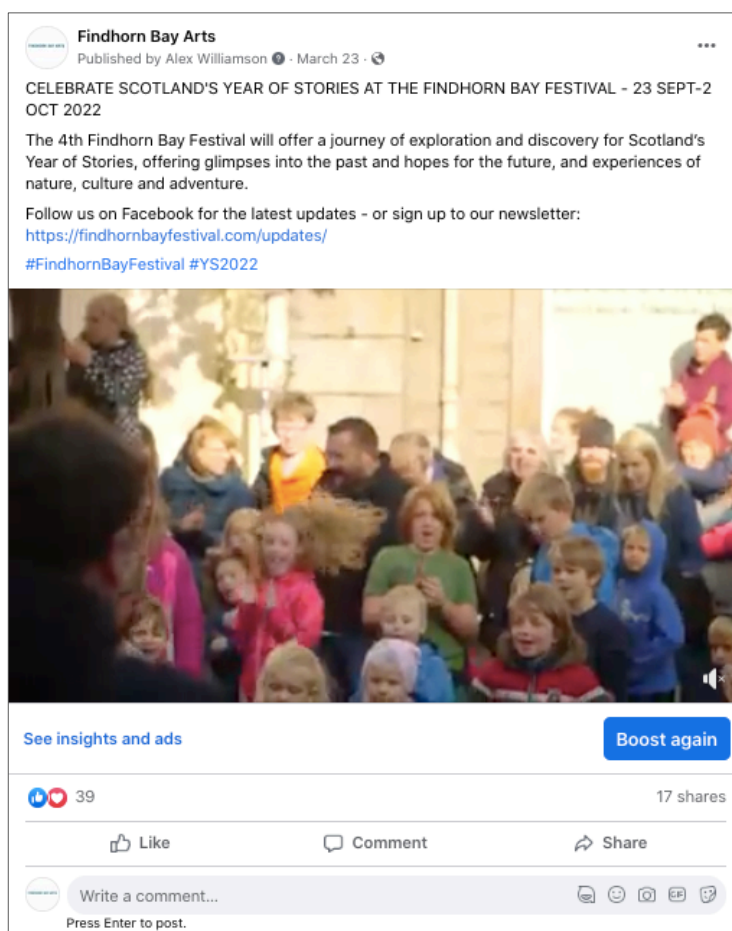 Findhorn Bay Arts
Published by Alex Williamson · March 23 ·
CELEBRATE SCOTLAND'S YEAR OF STORIES AT THE FINDHORN BAY FESTIVAL - 23 SEPT-2
OCT 2022
The 4th Findhorn Bay Festival will offer a journey of exploration and discovery for Scotland's
Year of Stories, offering glimpses into the past and hopes for the future, and experiences of
nature, culture and adventure.
Follow us on Facebook for the latest updates - or sign up to our newsletter:
https://findhornbayfestival.com/updates/
#FindhornBayFestival #YS2022
See insights and ads
Boost again
39
17 shares
Like
Comment
Share
Write a comment...
GIF
Press Enter to post.